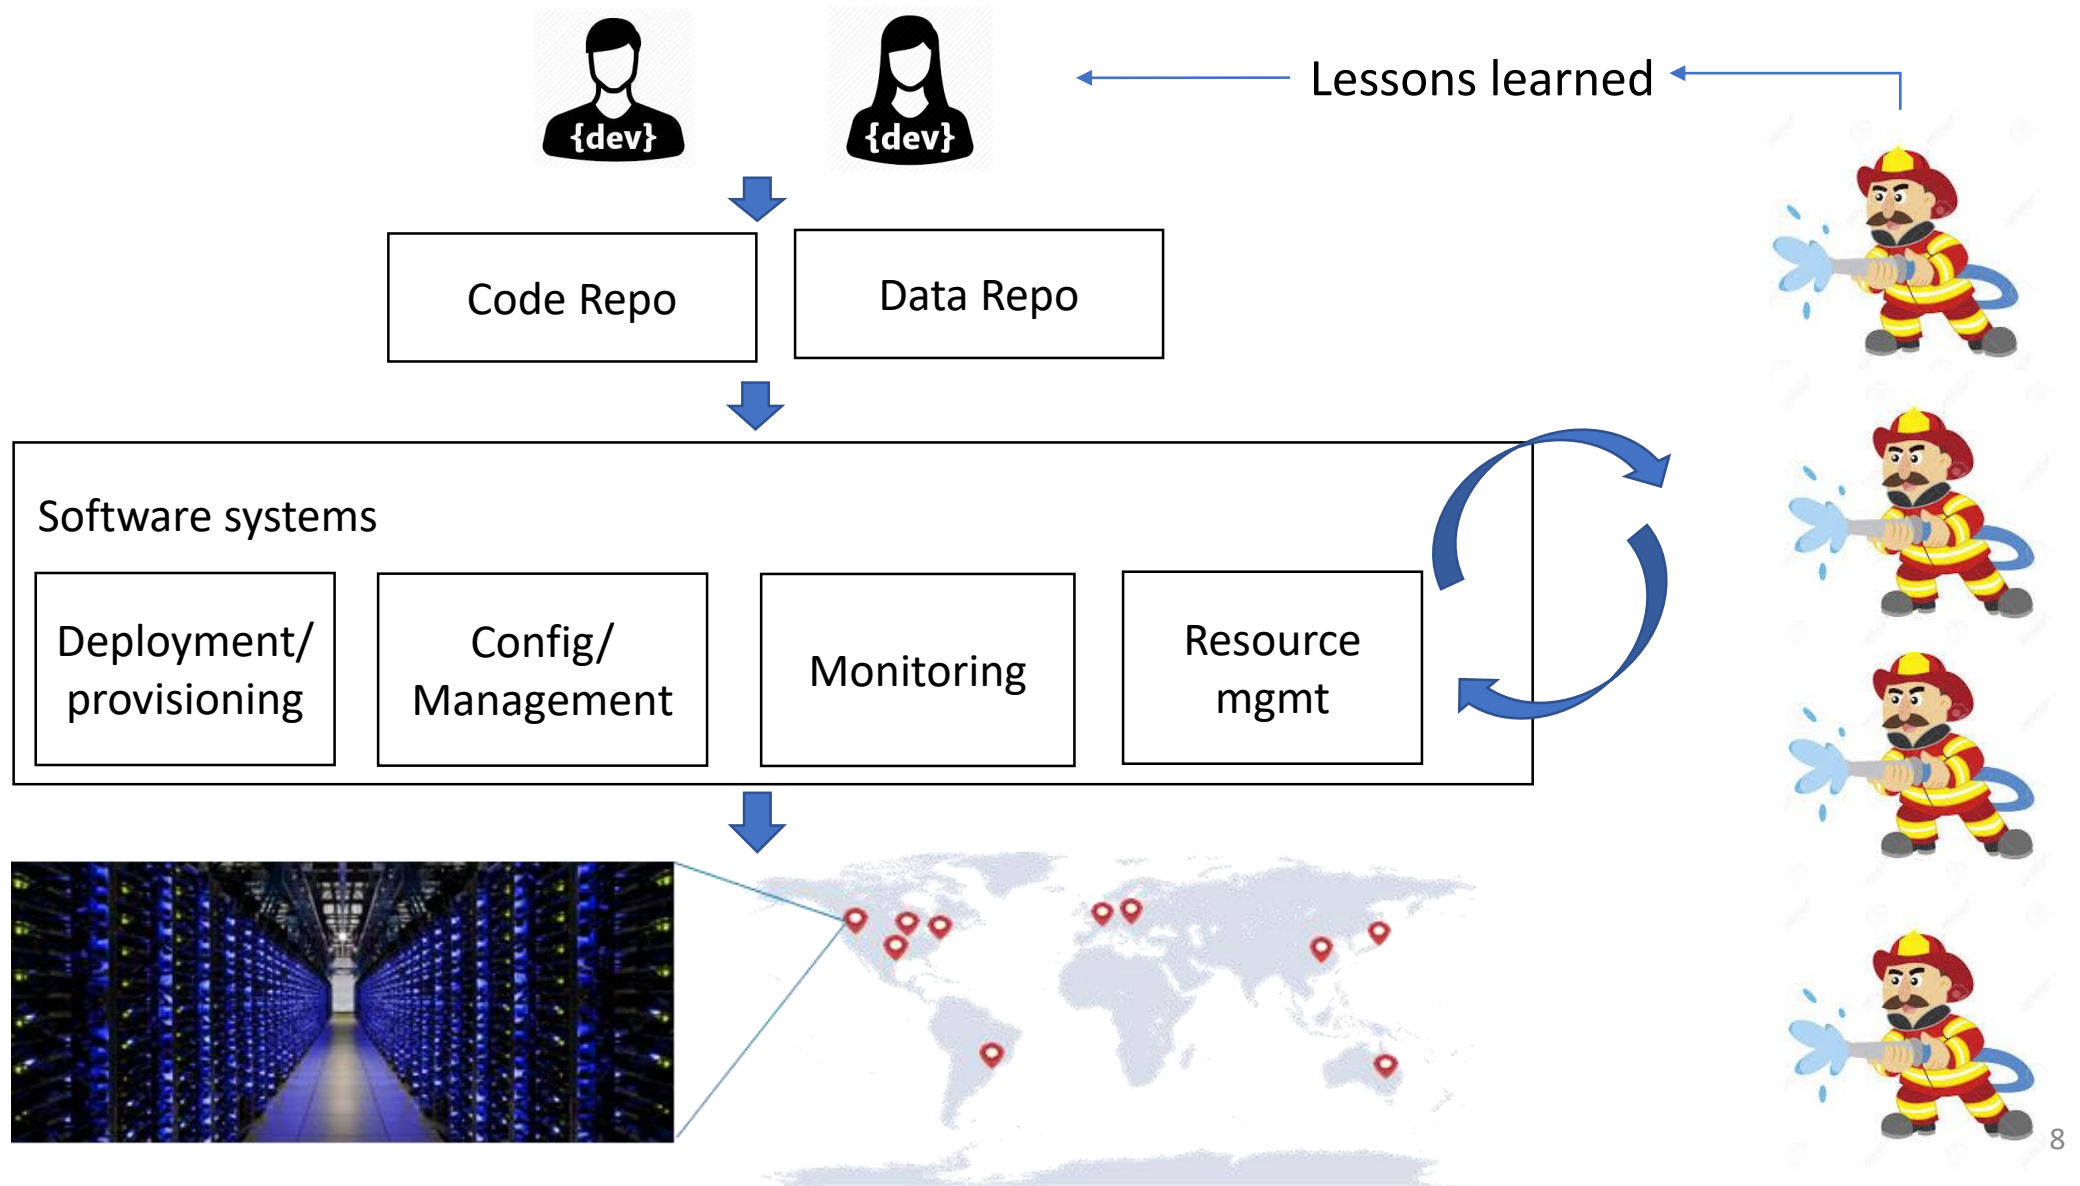 {dev}
{dev}
Lessons learned
Code Repo
Data Repo
Software systems
Deployment/
provisioning
Config/
Management
Monitoring
Resource
mgmt
8